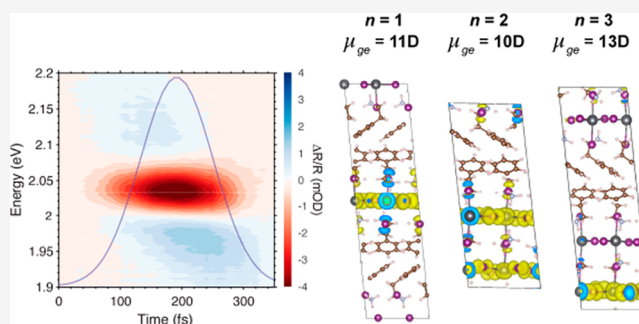 2.2
2.15
2.1
2.05
2
1.95
1.9
Energy (eV)
0
100
200
300
Time (fs)
4
3
2
1
0
-1
-2
-3
-4
ΔR/R (mOD)
n = 1
μge = 11D
n = 2
μge = 10D
n = 3
μge = 13D